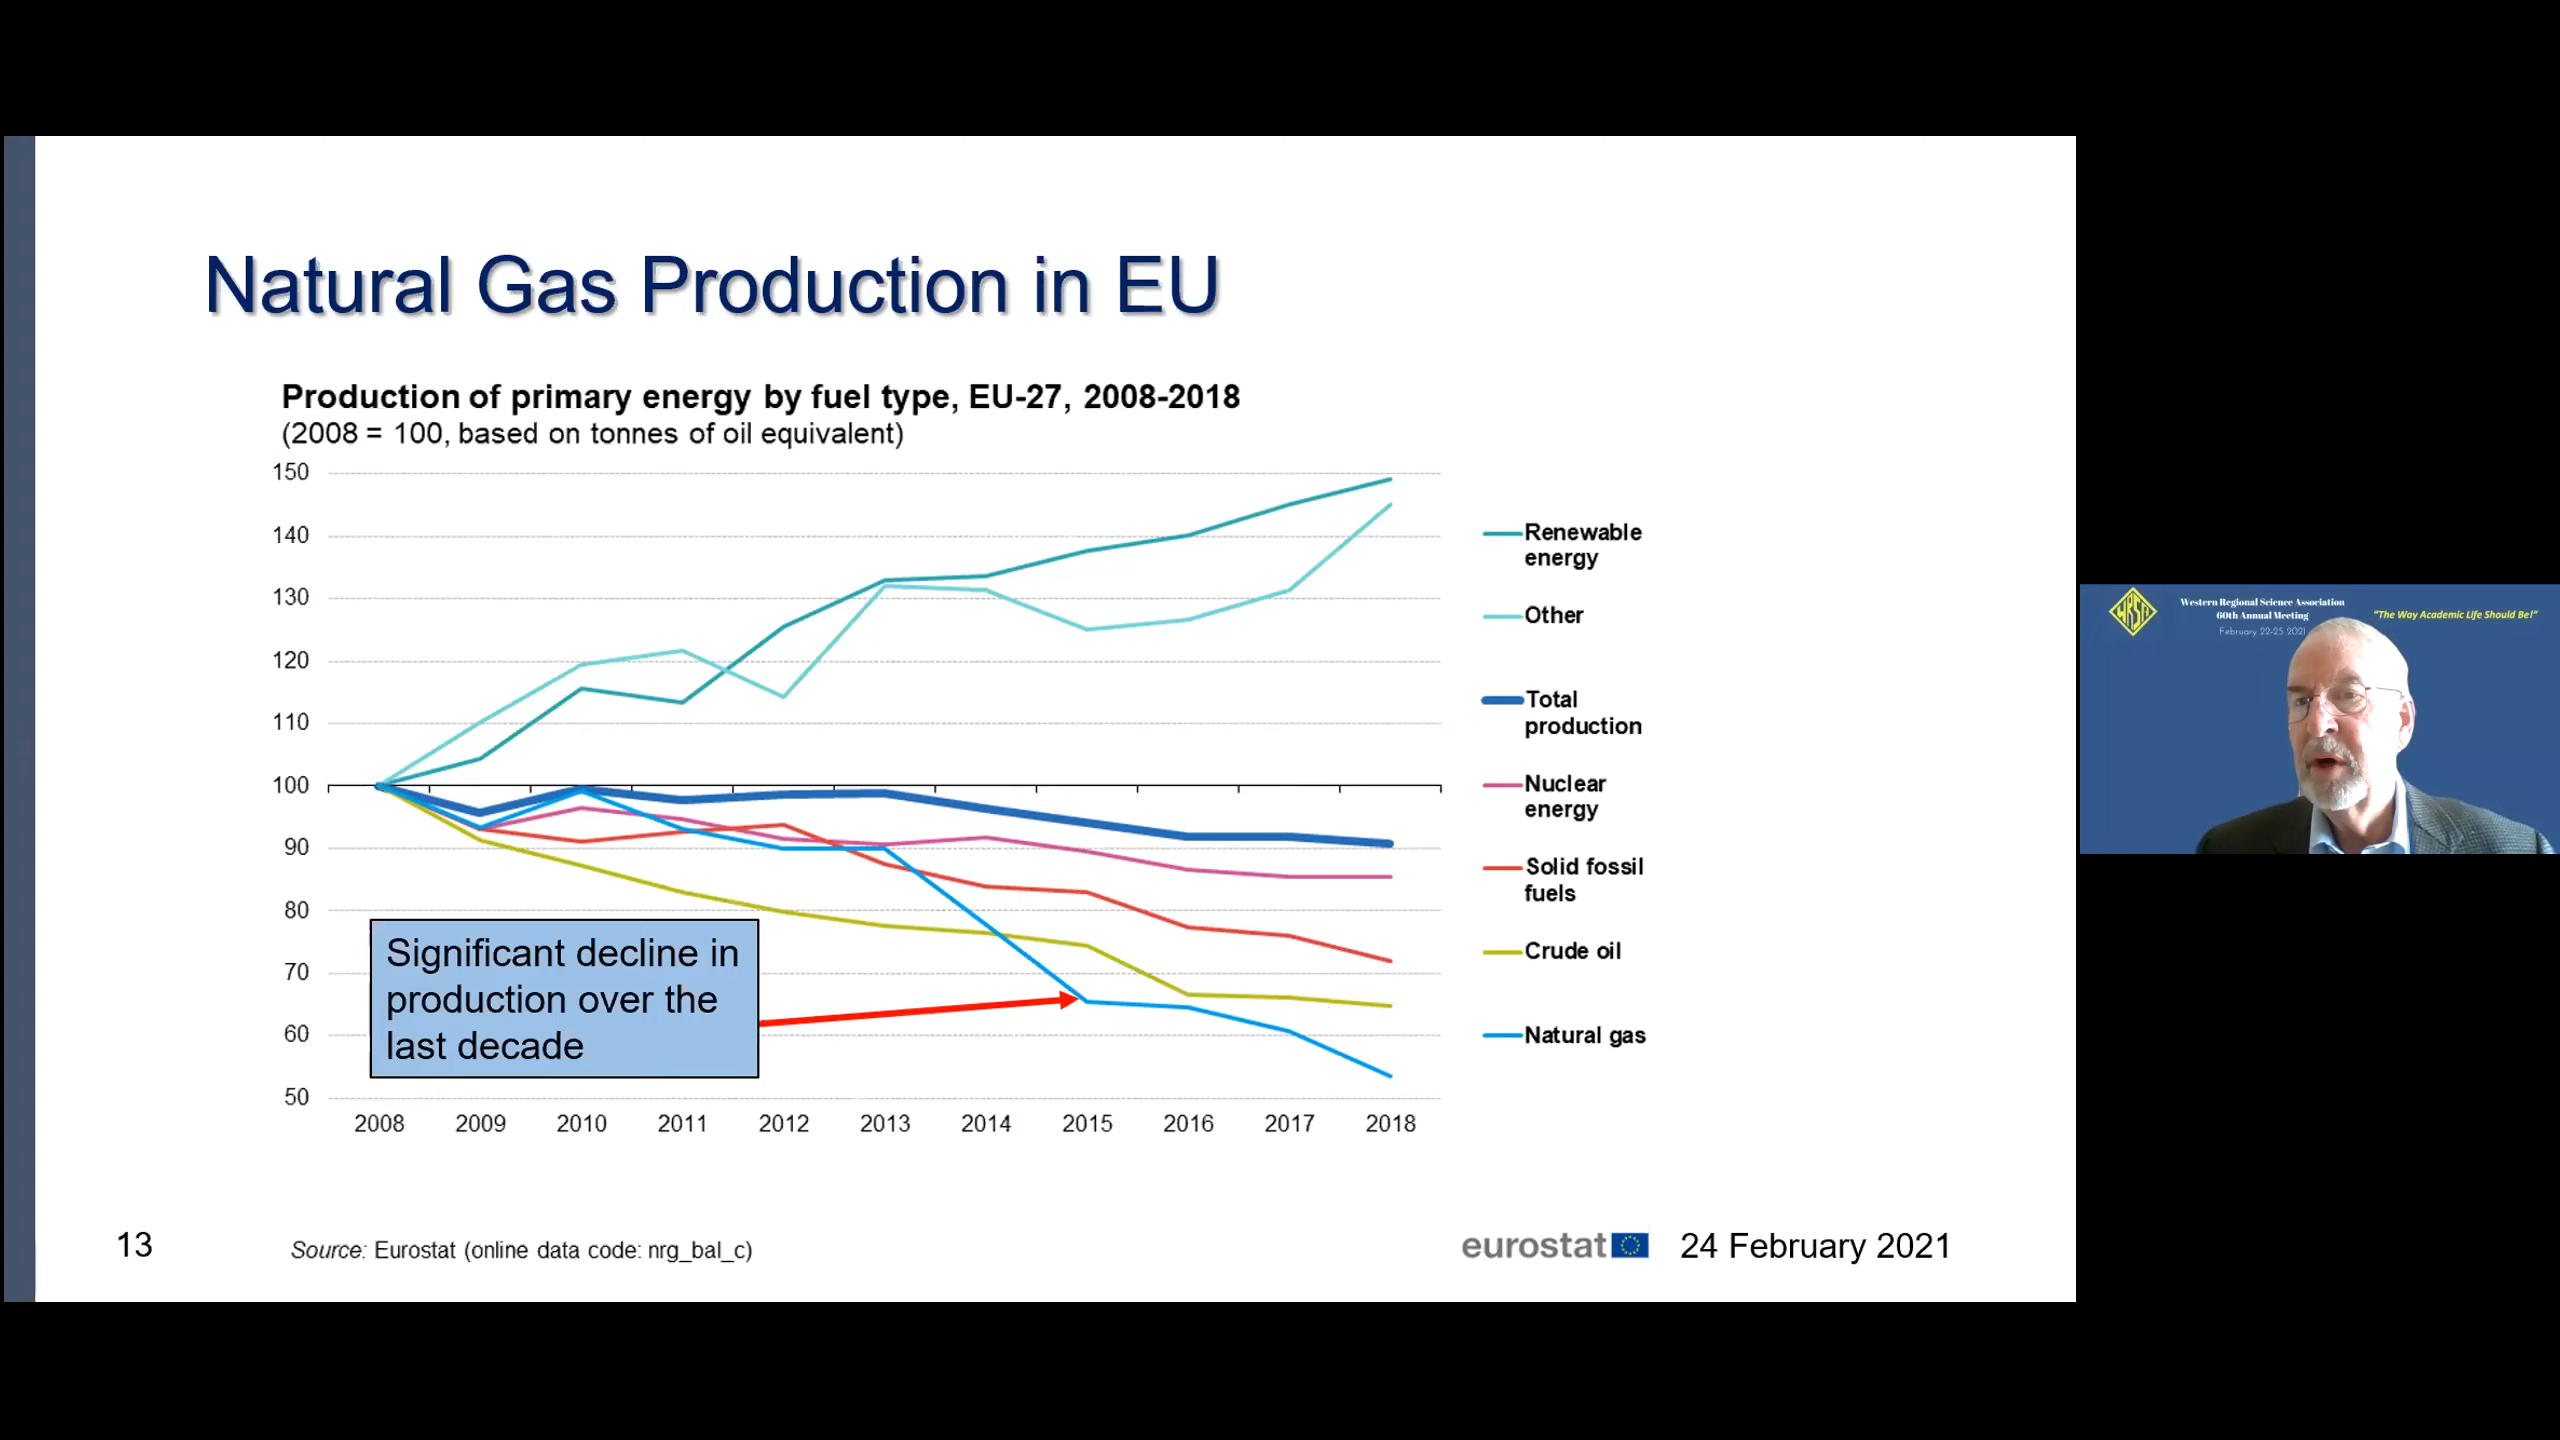 Natural Gas Production in EU
Production of primary energy by fuel type, EU-27, 2008-2018
(2008 = 100, based on tonnes of oil equivalent)
150
140
130
120
110
100
90
80
70
60
50
2008 2009 2010 2011 2012 2013 2014 2015 2016 2017 2018
Significant decline in
production over the
last decade
Renewable
energy
Other
Total
production
Nuclear
energy
Solid fossil
fuels
Crude oil
Natural gas
13
Source: Eurostat (online data code: nrg_bal_c)
eurostat
24 February 2021
WRSA
Western Regional Science Association
60th Annual Meeting
February 22-25 2021
"The Way Academic Life Should Be!"